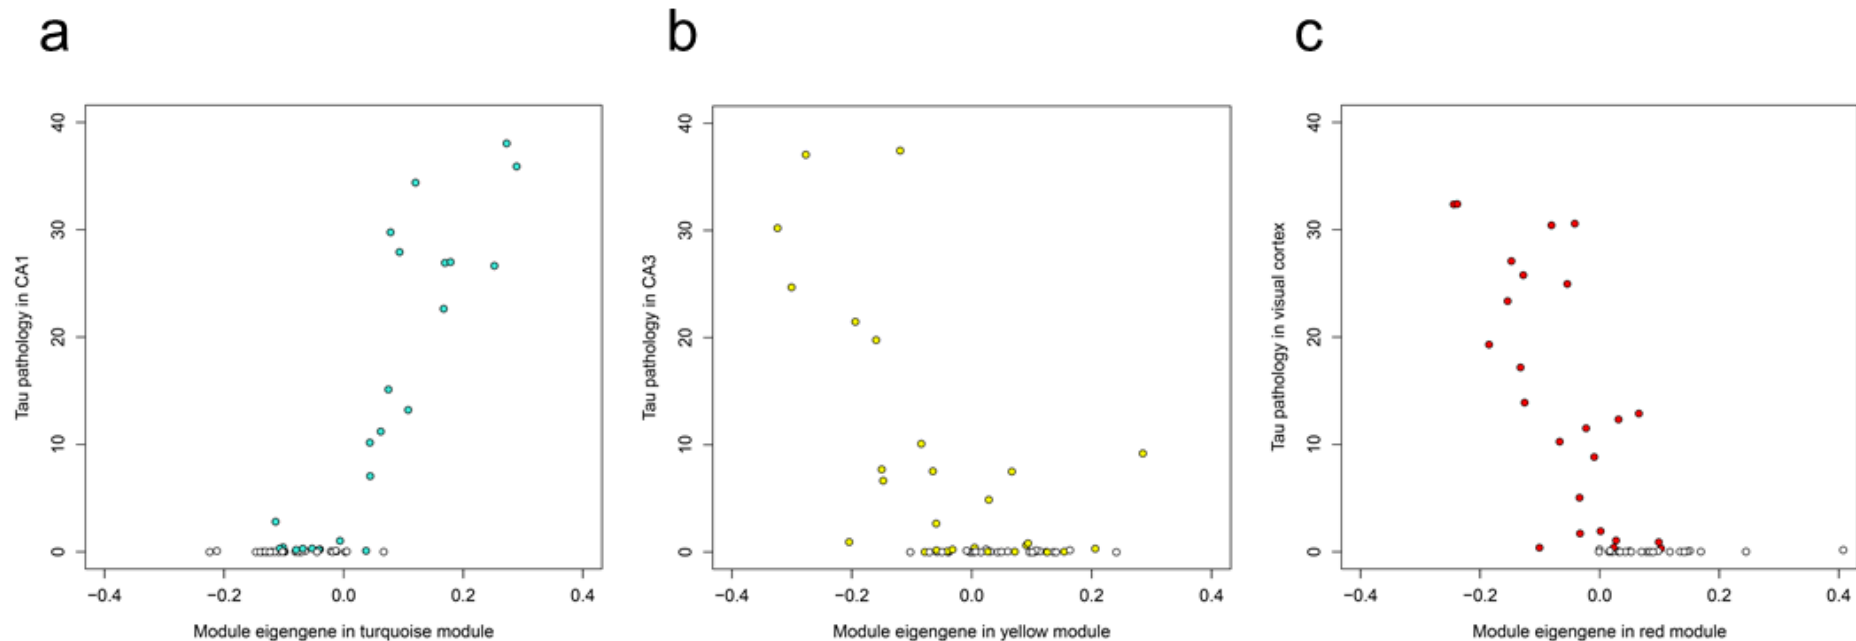 a
b
c
40
30
20
10
0
Tau pathology in CA1
−0.4 −0.2 0.0 0.2 0.4
Module eigengene in turquoise module
40
30
20
10
0
Tau pathology in CA3
−0.4 −0.2 0.0 0.2 0.4
Module eigengene in yellow module
40
30
20
10
0
Tau pathology in visual cortex
−0.4 −0.2 0.0 0.2 0.4
Module eigengene in red module